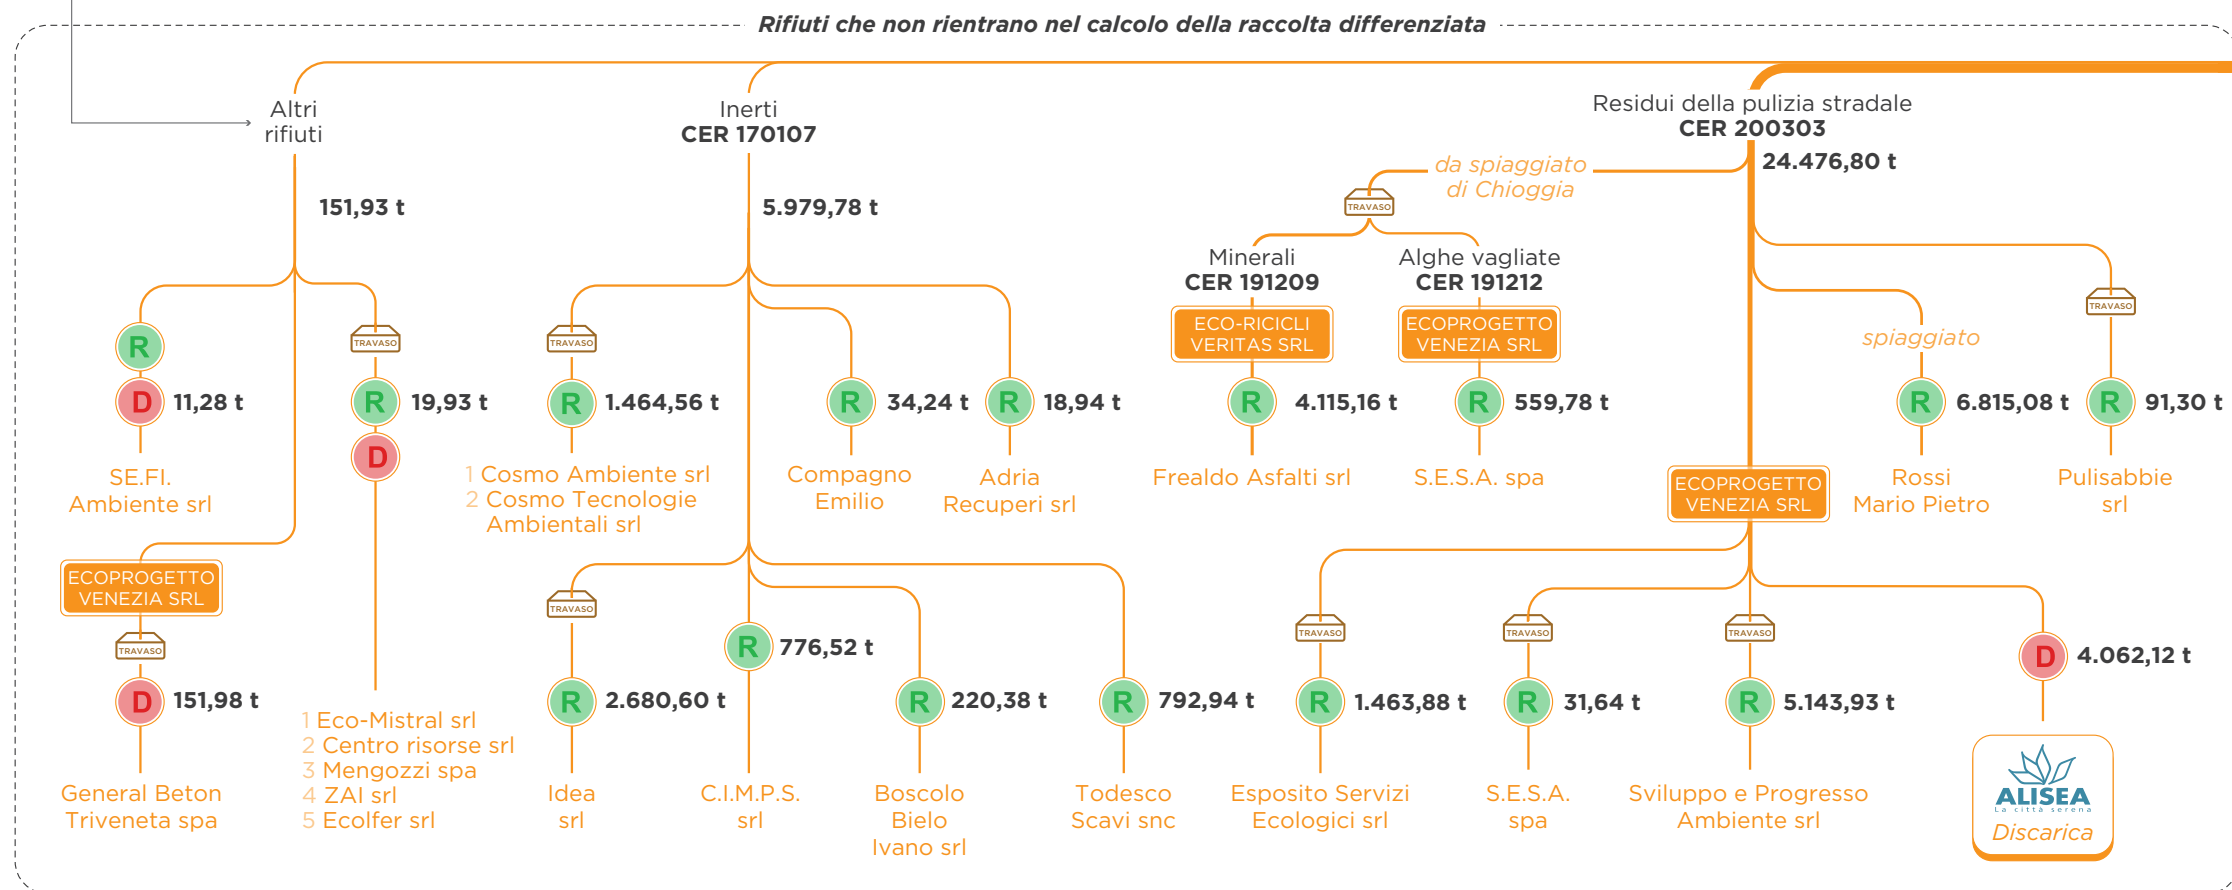 Rifiuti che non rientrano nel calcolo della raccolta differenziata
Altri
rifiuti
151,93 t
R
D
11,28 t
SE.FI.
Ambiente srl
TRAVASO
R
19,93 t
D
1 Eco-Mistral srl
2 Centro risorse srl
3 Mengozzi spa
4 ZAI srl
5 Ecolfer srl
ECOPROGETTO
VENEZIA SRL
TRAVASO
D
151,98 t
General Beton
Triveneta spa
Inerti
CER 170107
5.979,78 t
TRAVASO
R
1.464,56 t
1 Cosmo Ambiente srl
2 Cosmo Tecnologie
Ambientali srl
R
34,24 t
Compagno
Emilio
R
18,94 t
Adria
Recuperi srl
TRAVASO
R
2.680,60 t
Idea
srl
R
776,52 t
C.I.M.P.S.
srl
R
220,38 t
Boscolo
Bielo
Ivano srl
R
792,94 t
Todesco
Scavi snc
Residui della pulizia stradale
CER 200303
24.476,80 t
da spiaggiato
di Chioggia
TRAVASO
Minerali
CER 191209
ECO-RICICLI
VERITAS SRL
R
4.115,16 t
Frealdo Asfalti srl
Alghe vagliate
CER 191212
ECOPROGETTO
VENEZIA SRL
R
559,78 t
S.E.S.A. spa
spiaggiato
R
6.815,08 t
Rossi
Mario Pietro
TRAVASO
R
91,30 t
Pulisabbie
srl
ECOPROGETTO
VENEZIA SRL
TRAVASO
R
1.463,88 t
Esposito Servizi
Ecologici srl
TRAVASO
R
31,64 t
S.E.S.A.
spa
TRAVASO
R
5.143,93 t
Sviluppo e Progresso
Ambiente srl
D
4.062,12 t
ALISEA
La città serena
Discarica